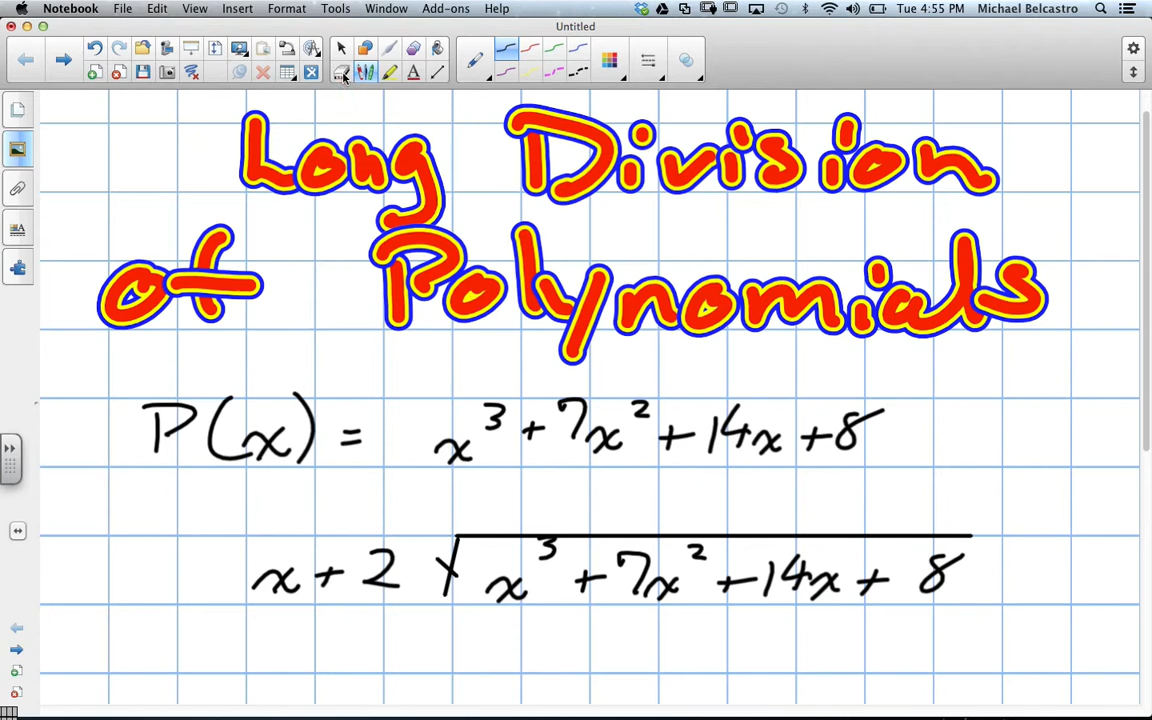 Notebook File Edit View Insert Format Tools Window Add-ons Help Tue 4:55 PM Michael Belcastro
Untitled
Long Division
of Polynomials
P(x) = x³ + 7x² + 14x + 8
x + 2 √x³ + 7x² + 14x + 8